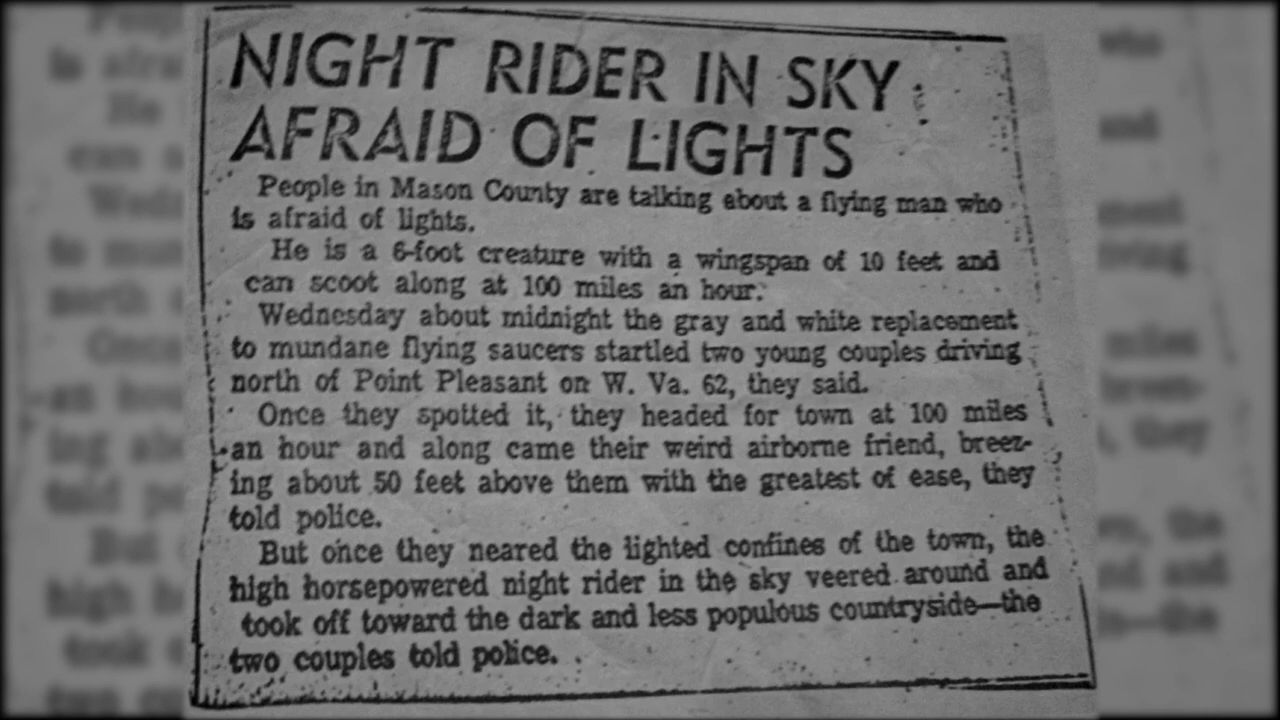 NIGHT RIDER IN SKY
AFRAID OF LIGHTS
People in Mason County are talking about a flying man who
is afraid of lights.
He is a 6-foot creature with a wingspan of 10 feet and
can scoot along at 100 miles an hour.
Wednesday about midnight the gray and white replacement
to mundane flying saucers startled two young couples driving
north of Point Pleasant on W. Va. 62, they said.
Once they spotted it, they headed for town at 100 miles
an hour and along came their weird airborne friend, breez-
ing about 50 feet above them with the greatest of ease, they
told police.
But once they neared the lighted confines of the town, the
high horsepowered night rider in the sky veered around and
took off toward the dark and less populous countryside—the
two couples told police.